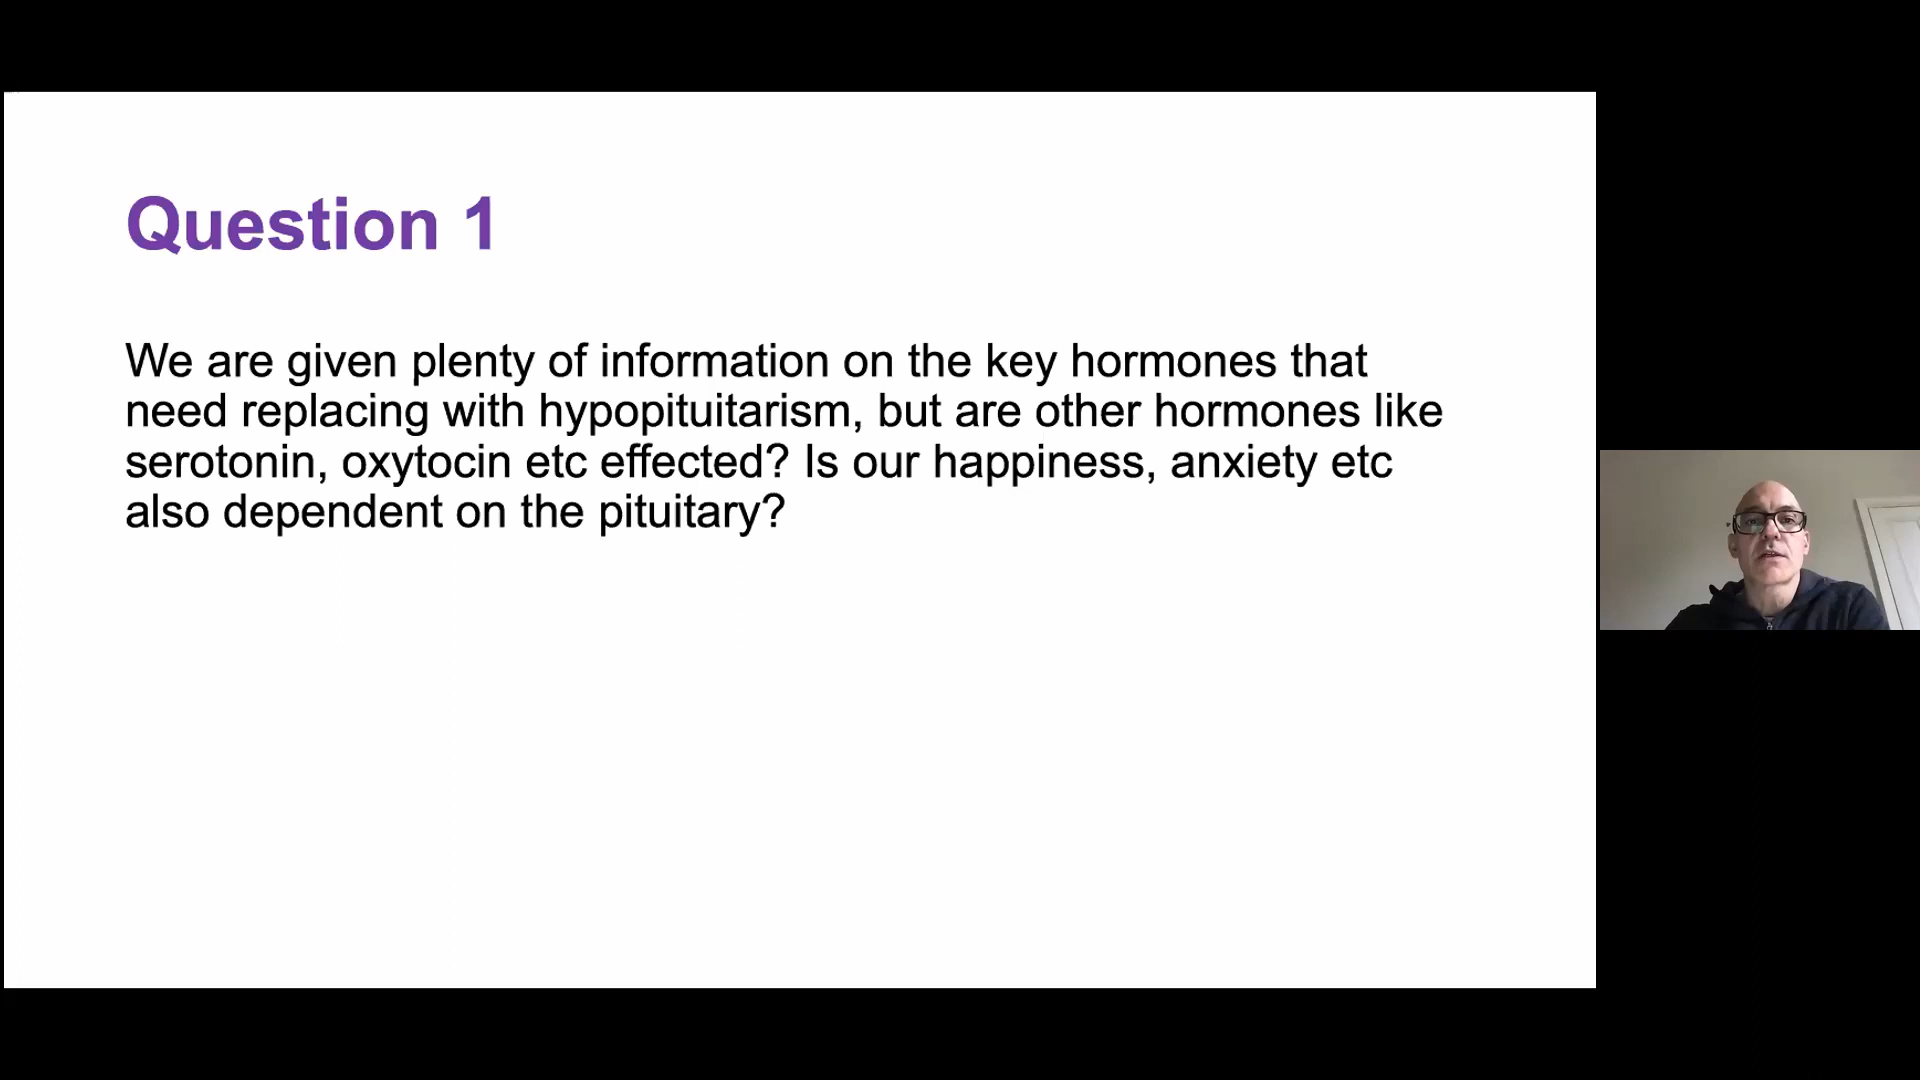 Question 1
We are given plenty of information on the key hormones that
need replacing with hypopituitarism, but are other hormones like
serotonin, oxytocin etc effected? Is our happiness, anxiety etc
also dependent on the pituitary?